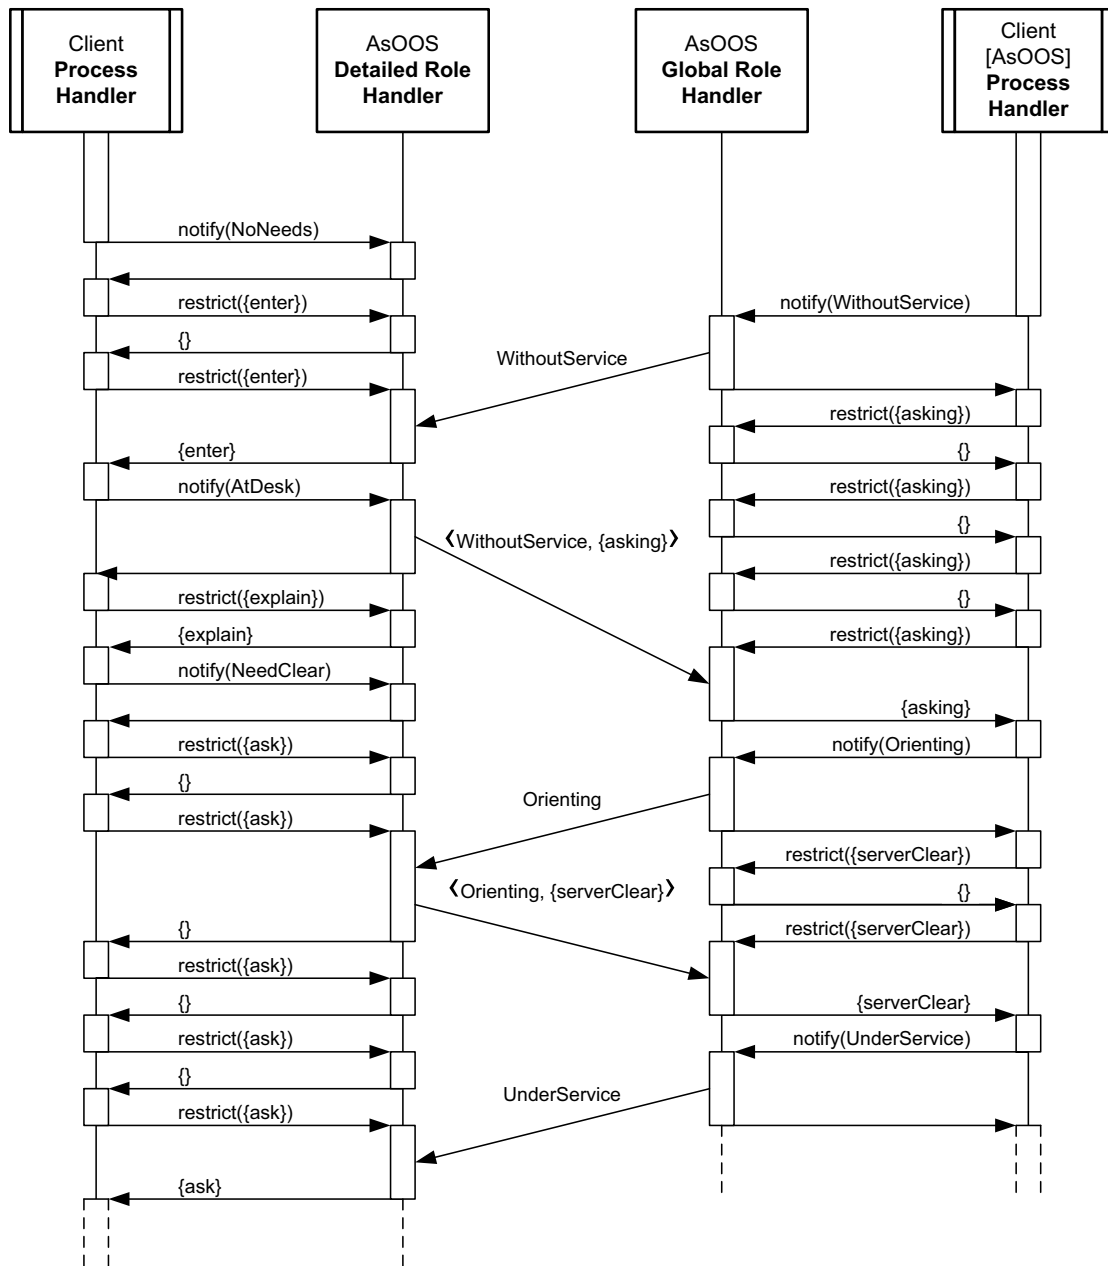 Client
Process
Handler
AsOOS
Detailed Role
Handler
AsOOS
Global Role
Handler
Client
[AsOOS]
Process
Handler
notify(NoNeeds)
restrict({enter})
notify(WithoutService)
{}
WithoutService
restrict({enter})
restrict({asking})
{enter}
{}
notify(AtDesk)
restrict({asking})
{}
❬WithoutService, {asking}❭
restrict({asking})
restrict({explain})
{}
{explain}
restrict({asking})
notify(NeedClear)
{asking}
restrict({ask})
notify(Orienting)
{}
Orienting
restrict({ask})
restrict({serverClear})
❬Orienting, {serverClear}❭
{}
{}
restrict({serverClear})
restrict({ask})
{}
{serverClear}
restrict({ask})
notify(UnderService)
{}
UnderService
restrict({ask})
{ask}